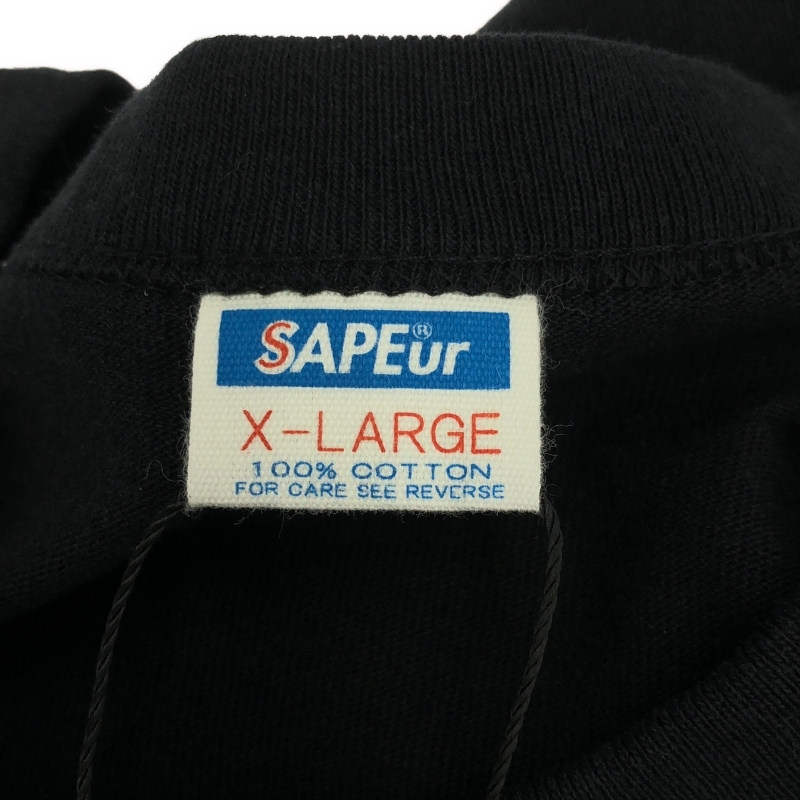 SAPEur®
X-LARGE
100% COTTON
FOR CARE SEE REVERSE